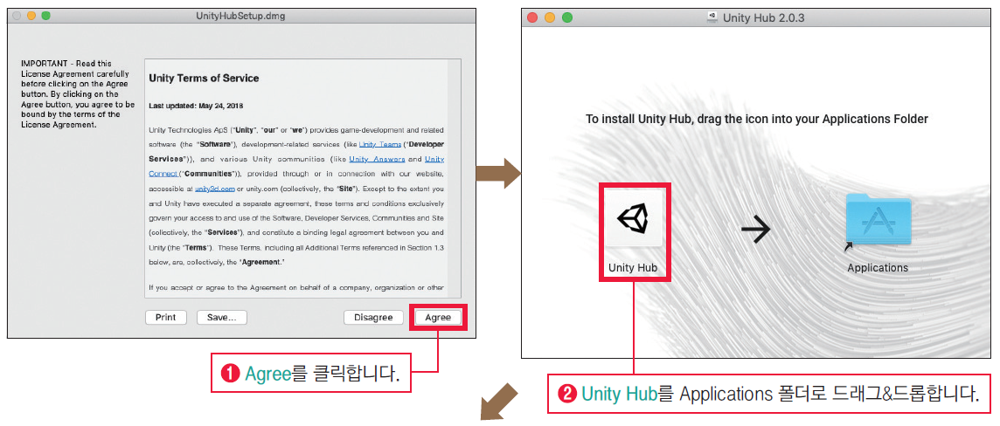 UnityHubSetup.dmg
IMPORTANT - Read this
License Agreement carefully
before clicking on the Agree
button. By clicking on the
Agree button, you agree to be
bound by the terms of the
License Agreement.
Unity Terms of Service
Last updated: May 24, 2018
Unity Technologies ApS (“Unity”, “our” or “we”) provides game-development and related
software (the “Software”), development-related services (like Unity Teams (“Developer
Services”)), and various Unity communities (like Unity Answers and Unity
Connect (“Communities”)), provided through or in connection with our website,
accessible at unity3d.com or unity.com (collectively, the “Site”). Except to the extent you
and Unity have executed a separate agreement, these terms and conditions exclusively
govern your access to and use of the Software, Developer Services, Communities and Site
(collectively, the “Services”), and constitute a binding legal agreement between you and
Unity (the “Terms”). These Terms, including all Additional Terms referenced in Section 1.3
below, are, collectively, the “Agreement.”
If you accept or agree to the Agreement on behalf of a company, organization or other
Print Save... Disagree Agree
❶ Agree를 클릭합니다.
Unity Hub 2.0.3
To install Unity Hub, drag the icon into your Applications Folder
Unity Hub Applications
❷ Unity Hub를 Applications 폴더로 드래그&드롭합니다.